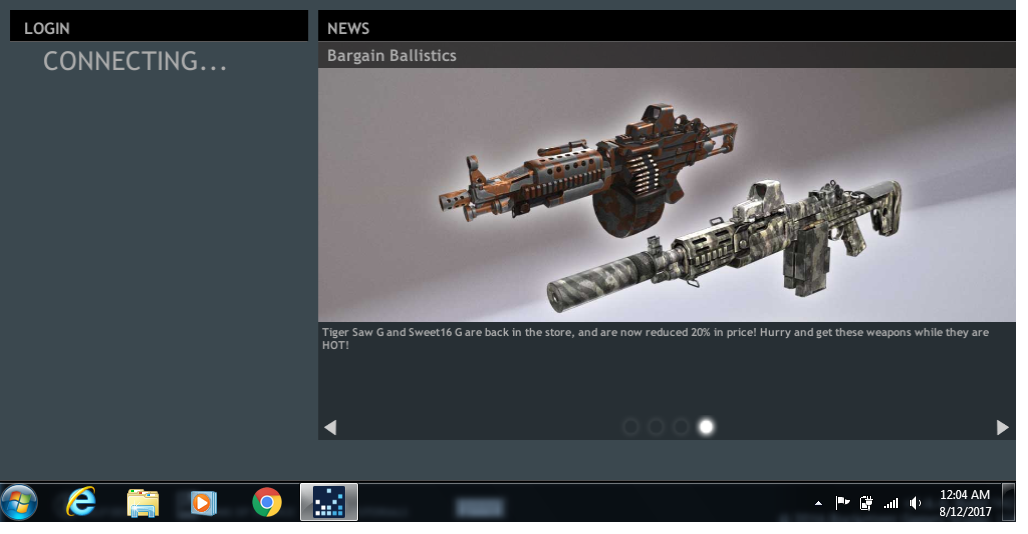 LOGIN
CONNECTING...
NEWS
Bargain Ballistics
Tiger Saw G and Sweet16 G are back in the store, and are now reduced 20% in price! Hurry and get these weapons while they are
HOT!
12:04 AM
8/12/2017